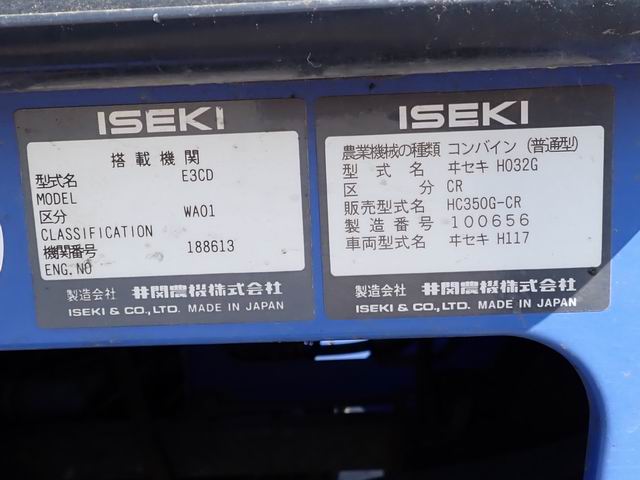 ISEKI
搭載機関
型式名 E3CD
MODEL
区分 WA01
CLASSIFICATION
機関番号 188613
ENG. NO
製造会社 井関農機株式会社
ISEKI & CO., LTD. MADE IN JAPAN
ISEKI
農業機械の種類 コンバイン (普通型)
型式名 ヰセキ HO32G
区分 CR
販売型式名 HC350G-CR
製造番号 100656
車両型式名 ヰセキ H117
製造会社 井関農機株式会社
ISEKI & CO., LTD. MADE IN JAPAN